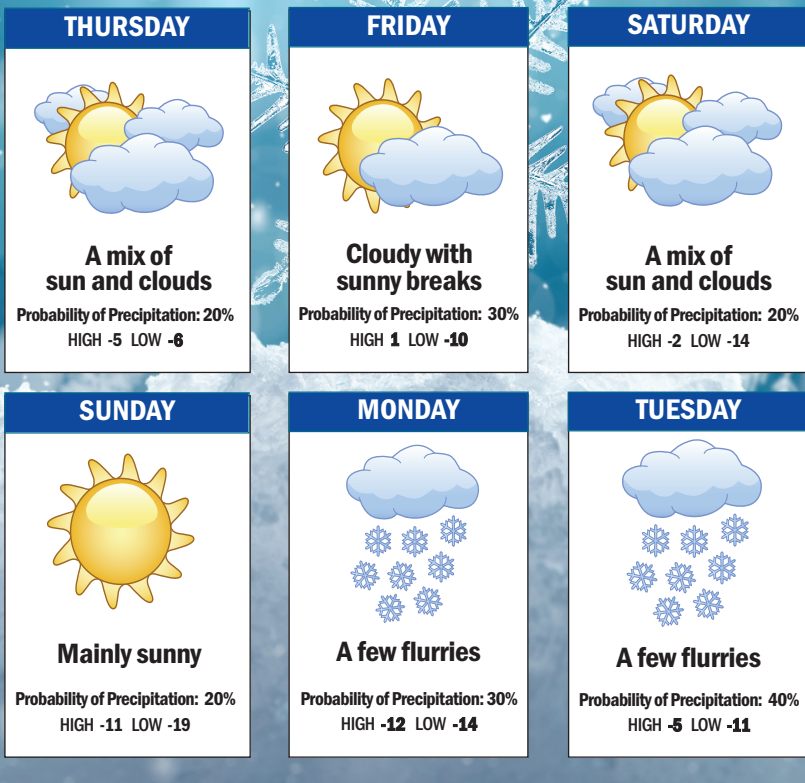 THURSDAY
A mix of
sun and clouds
Probability of Precipitation: 20%
HIGH -5 LOW -6
FRIDAY
Cloudy with
sunny breaks
Probability of Precipitation: 30%
HIGH 1 LOW -10
SATURDAY
A mix of
sun and clouds
Probability of Precipitation: 20%
HIGH -2 LOW -14
SUNDAY
Mainly sunny
Probability of Precipitation: 20%
HIGH -11 LOW -19
MONDAY
A few flurries
Probability of Precipitation: 30%
HIGH -12 LOW -14
TUESDAY
A few flurries
Probability of Precipitation: 40%
HIGH -5 LOW -11